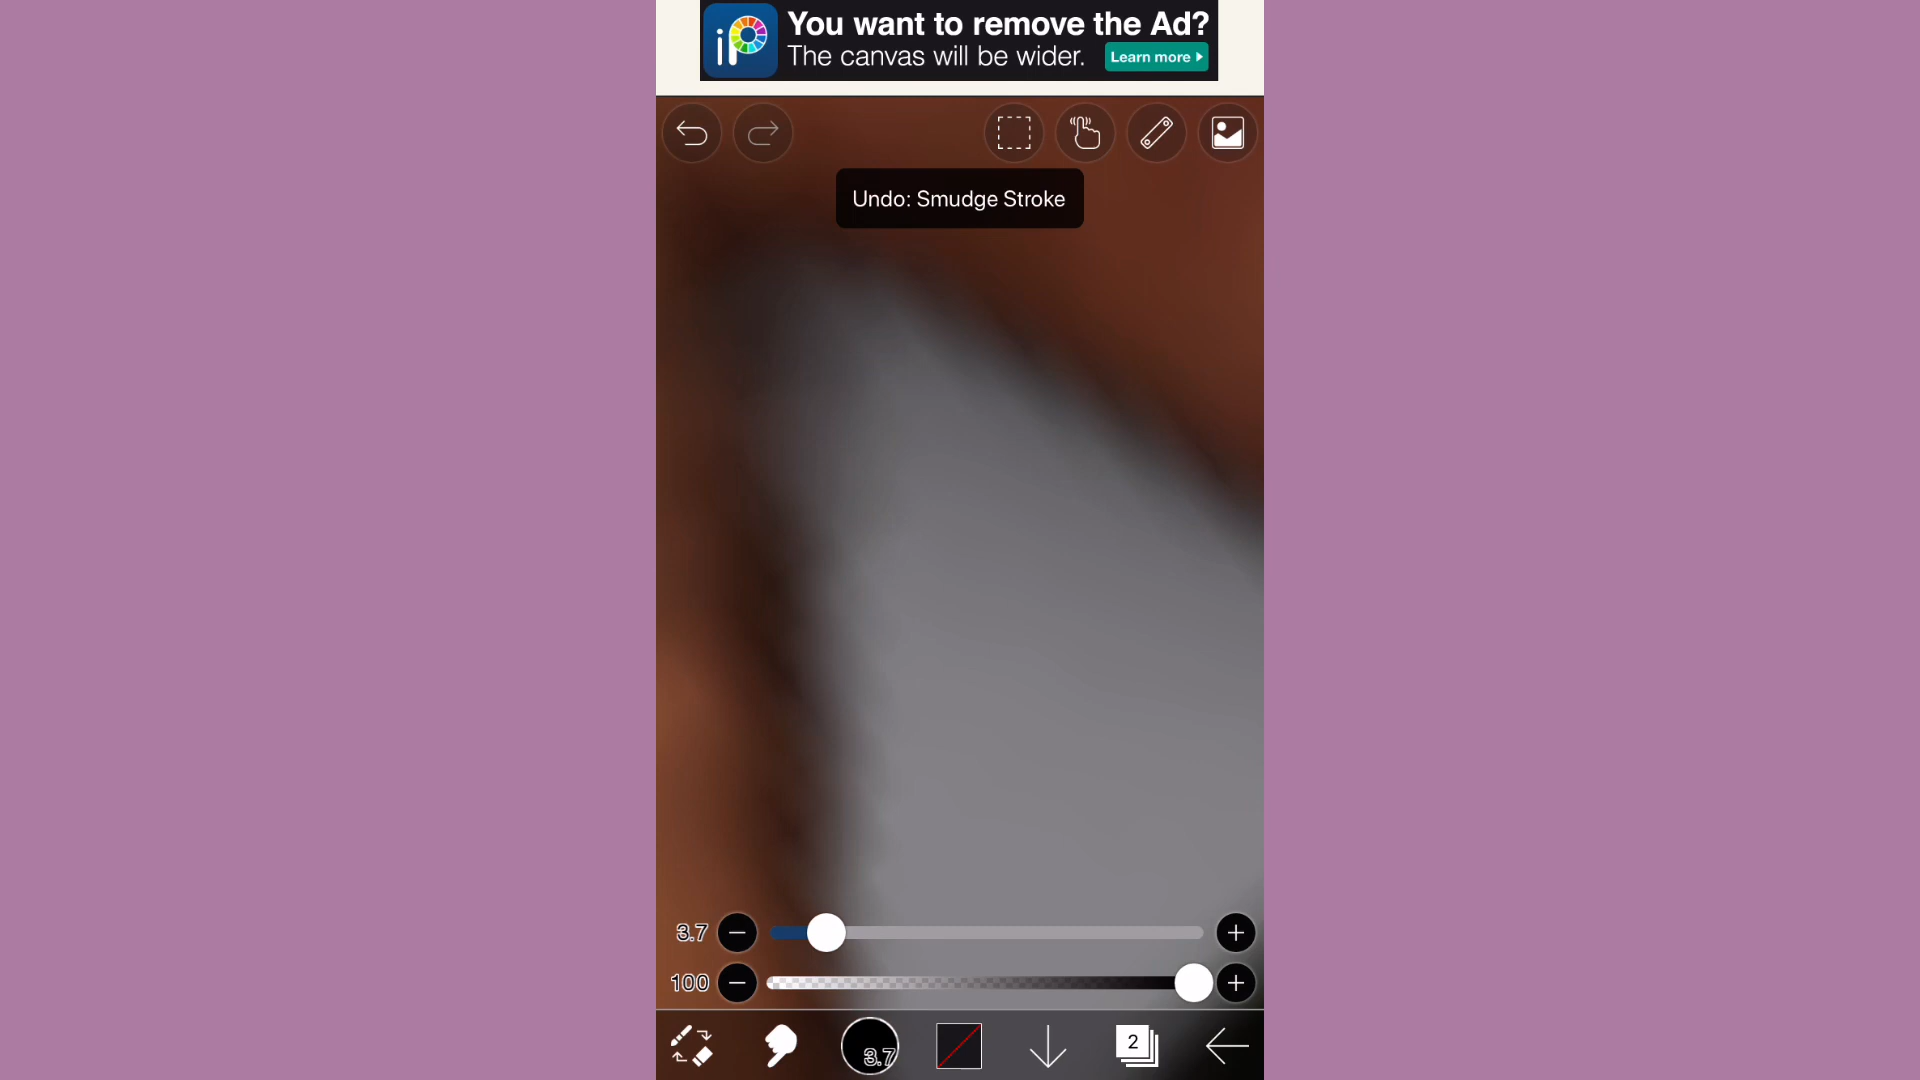 iP
You want to remove the Ad?
The canvas will be wider.
Learn more
Undo: Smudge Stroke
3.7
100
3.7
2